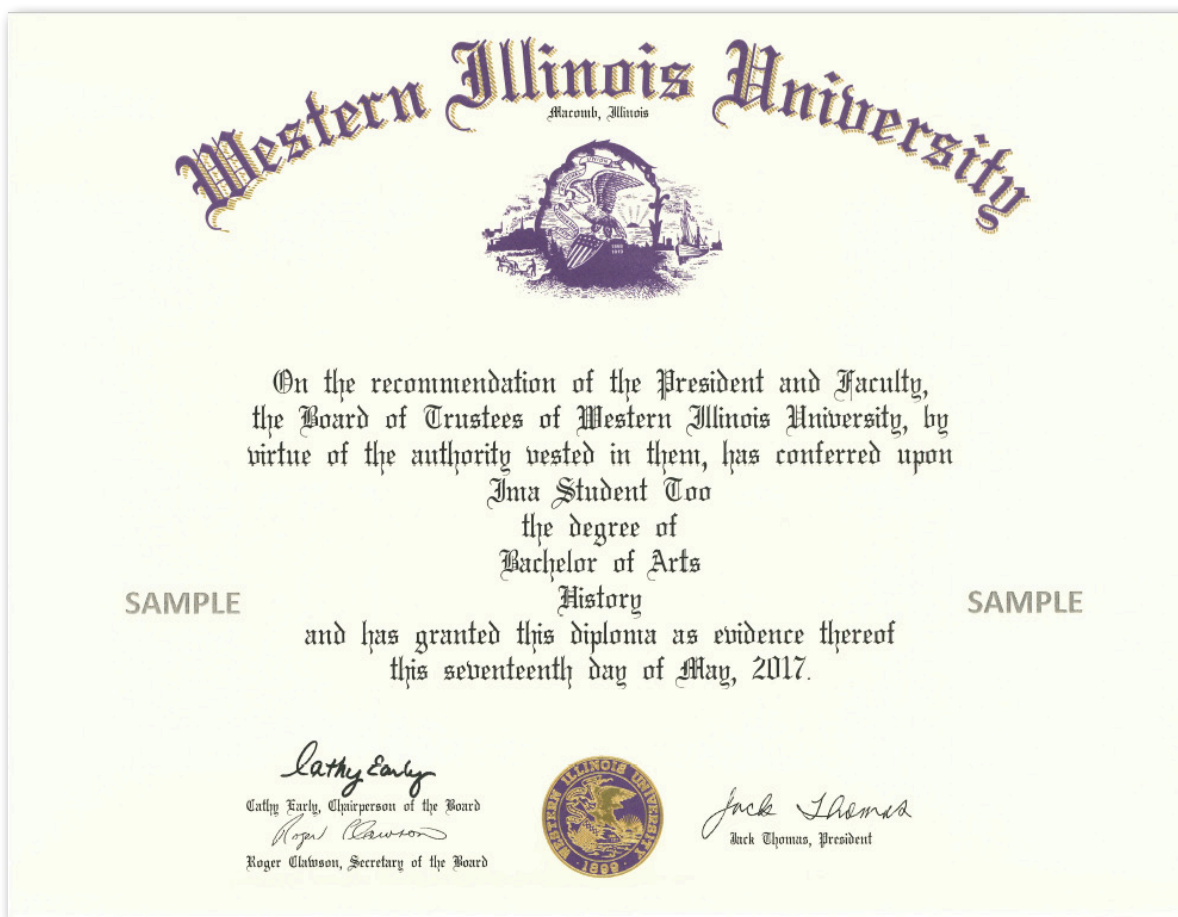 Western Illinois University
Macomb, Illinois
On the recommendation of the President and Faculty,
the Board of Trustees of Western Illinois University, by
virtue of the authority vested in them, has conferred upon
Ima Student Too
the degree of
Bachelor of Arts
History
SAMPLE
SAMPLE
and has granted this diploma as evidence thereof
this seventeenth day of May, 2017.
Cathy Early
Cathy Early, Chairperson of the Board
Roger Clawson
Roger Clawson, Secretary of the Board
WESTERN ILLINOIS UNIVERSITY
1899
Jack Thomas
Jack Thomas, President